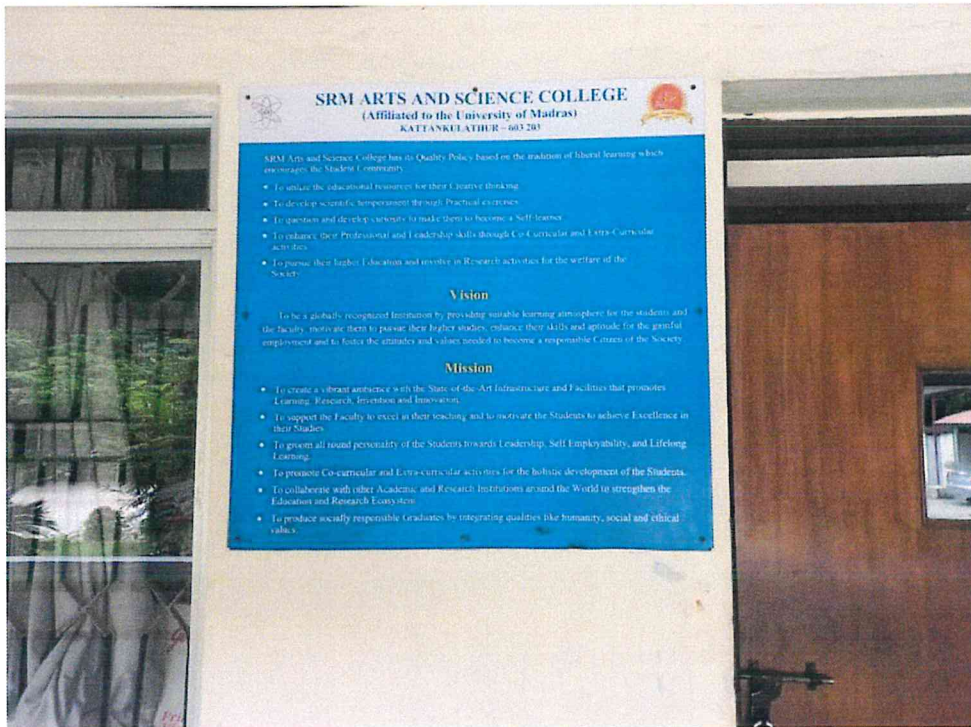 SRM ARTS AND SCIENCE COLLEGE
(Affiliated to the University of Madras)
KATTANKULATHUR – 603 203
SRM Arts and Science College has its Quality Policy based on the tradition of liberal learning which
encourages the Student Community
• To utilize the educational resources for their Creative thinking
• To develop scientific temperament through Practical exercises
• To question and develop curiosity to make them to become a Self-learner
• To enhance their Professional and Leadership skills through Co-Curricular and Extra-Curricular
activities
• To pursue their higher Education and involve in Research activities for the welfare of the
Society
Vision
To be a globally recognized Institution by providing suitable learning atmosphere for the students and
the faculty, motivate them to pursue their higher studies, enhance their skills and aptitude for the gainful
employment and to foster the attitudes and values needed to become a responsible Citizen of the Society.
Mission
• To create a vibrant ambience with the State-of-the-Art Infrastructure and Facilities that promotes
Learning, Research, Invention and Innovation.
• To support the Faculty to excel in their teaching and to motivate the Students to achieve Excellence in
their Studies
• To groom all round personality of the Students towards Leadership, Self Employability, and Lifelong
Learning.
• To promote Co-curricular and Extra-curricular activities for the holistic development of the Students.
• To collaborate with other Academic and Research Institutions around the World to strengthen the
Education and Research Ecosystem
• To produce socially responsible Graduates by integrating qualities like humanity, social and ethical
values.